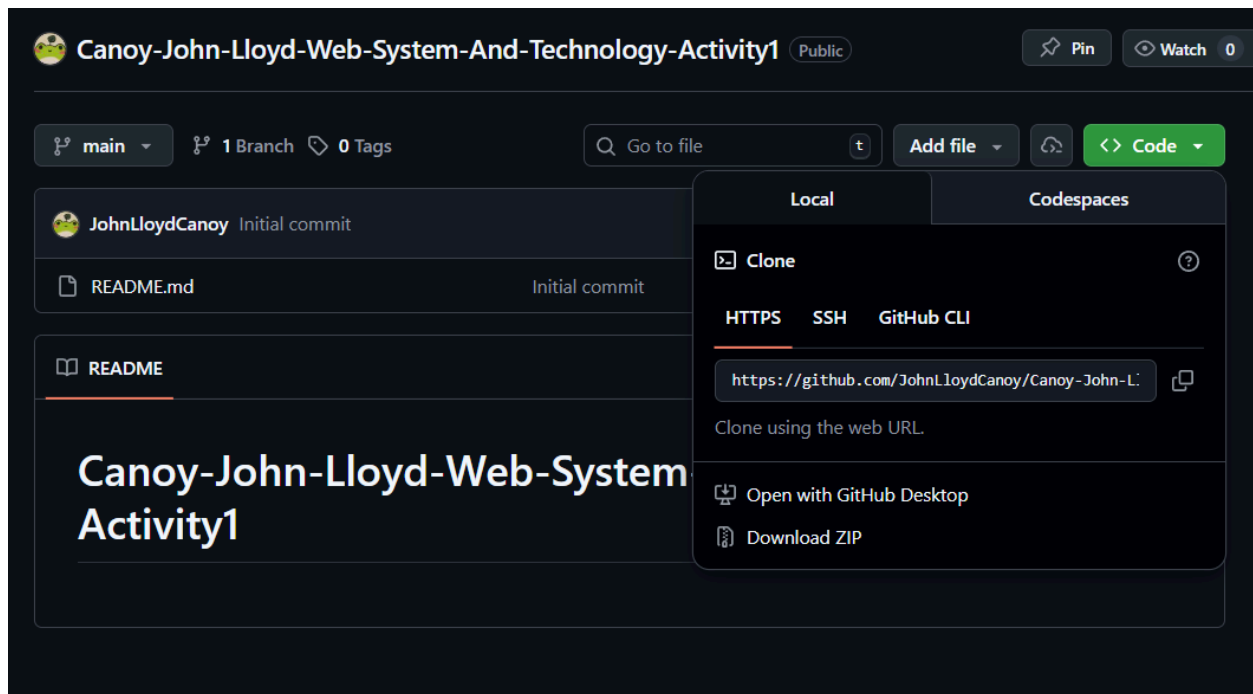 Canoy-John-Lloyd-Web-System-And-Technology-Activity1 Public Pin Watch 0
main 1 Branch 0 Tags Go to file t Add file Code
Local Codespaces
JohnLloydCanoy Initial commit
Clone
README.md Initial commit
HTTPS SSH GitHub CLI
README
https://github.com/JohnLloydCanoy/Canoy-John-L
Clone using the web URL.
Canoy-John-Lloyd-Web-System-
Activity1
Open with GitHub Desktop
Download ZIP